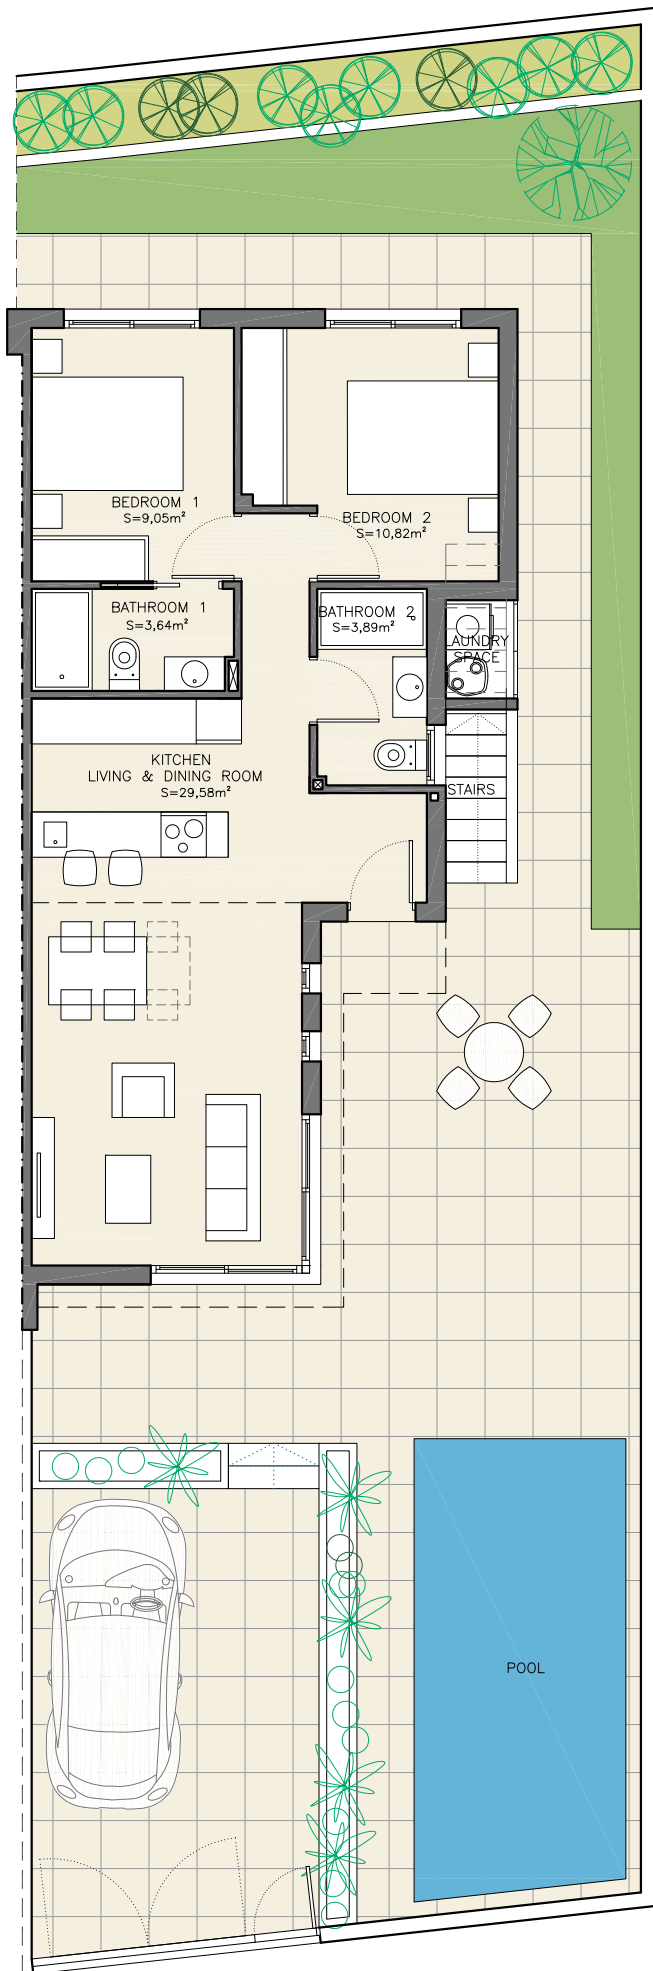 BEDROOM 1
S=9,05m²
BEDROOM 2
S=10,82m²
BATHROOM 1
S=3,64m²
BATHROOM 2
S=3,89m²
LAUNDRY
SPACE
KITCHEN
LIVING & DINING ROOM
S=29,58m²
STAIRS
POOL